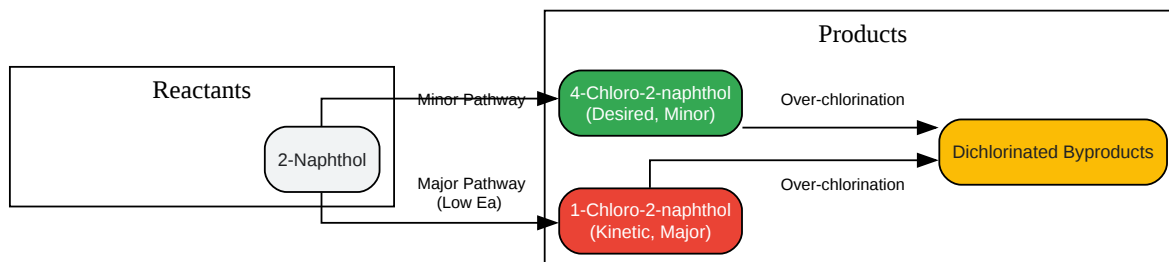 Products
Reactants
4-Chloro-2-naphthol
(Desired, Minor)
Minor Pathway
Over-chlorination
2-Naphthol
Dichlorinated Byproducts
Major Pathway
(Low Ea)
Over-chlorination
1-Chloro-2-naphthol
(Kinetic, Major)